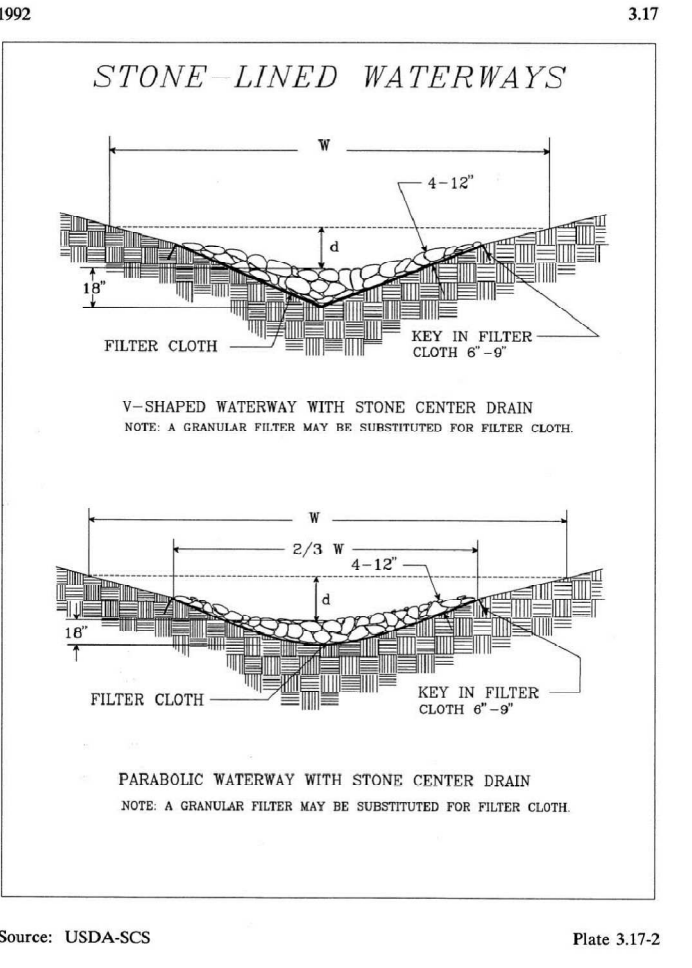 1992 3.17
STONE-LINED WATERWAYS
W
4-12"
d
18"
FILTER CLOTH
KEY IN FILTER
CLOTH 6"-9"
V-SHAPED WATERWAY WITH STONE CENTER DRAIN
NOTE: A GRANULAR FILTER MAY BE SUBSTITUTED FOR FILTER CLOTH.
W
2/3 W
4-12"
d
18"
FILTER CLOTH
KEY IN FILTER
CLOTH 6"-9"
PARABOLIC WATERWAY WITH STONE CENTER DRAIN
NOTE: A GRANULAR FILTER MAY BE SUBSTITUTED FOR FILTER CLOTH.
Source: USDA-SCS Plate 3.17-2